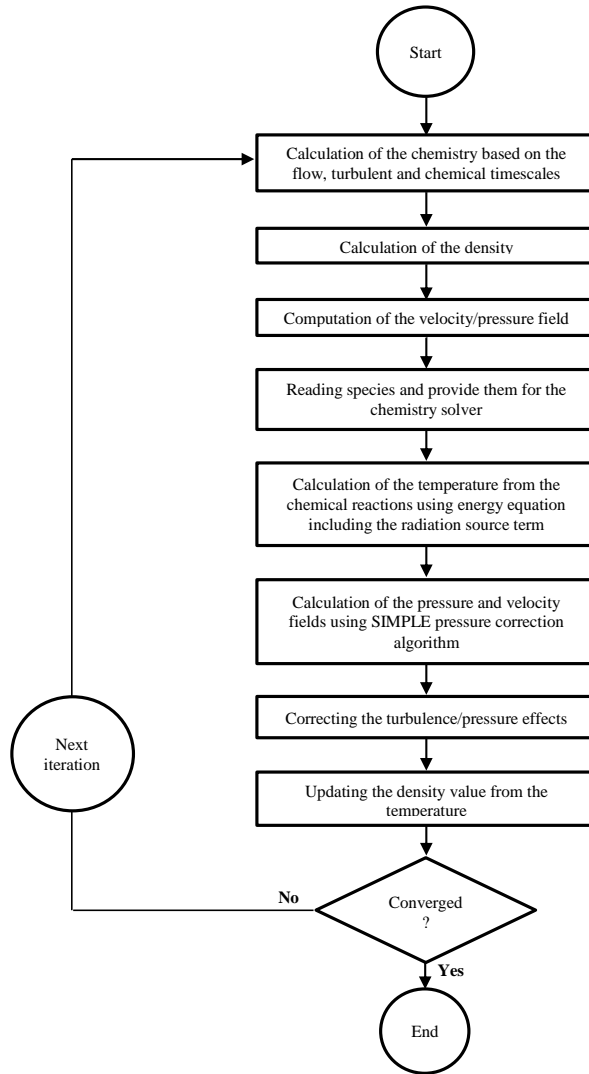 Start
Calculation of the chemistry based on the
flow, turbulent and chemical timescales
Calculation of the density
Computation of the velocity/pressure field
Reading species and provide them for the
chemistry solver
Calculation of the temperature from the
chemical reactions using energy equation
including the radiation source term
Calculation of the pressure and velocity
fields using SIMPLE pressure correction
algorithm
Correcting the turbulence/pressure effects
Next
iteration
Updating the density value from the
temperature
No
Converged
?
Yes
End